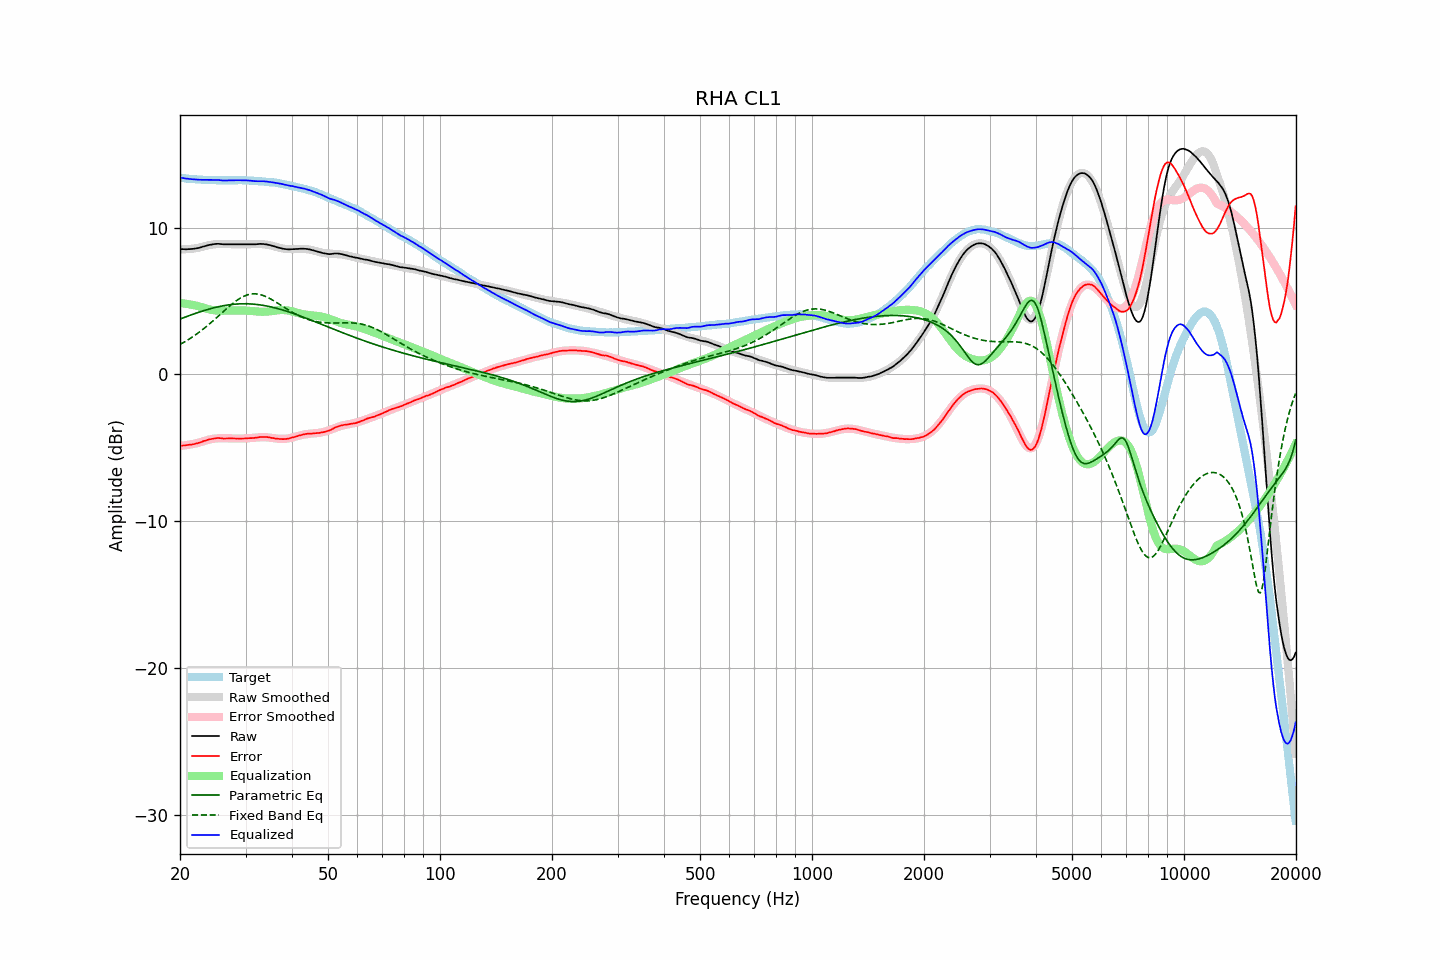 RHA CL1
Amplitude (dBr)
10
0
−10
−20
−30
Target
Raw Smoothed
Error Smoothed
Raw
Error
Equalization
Parametric Eq
Fixed Band Eq
Equalized
20 50 100 200 500 1000 2000 5000 10000 20000
Frequency (Hz)